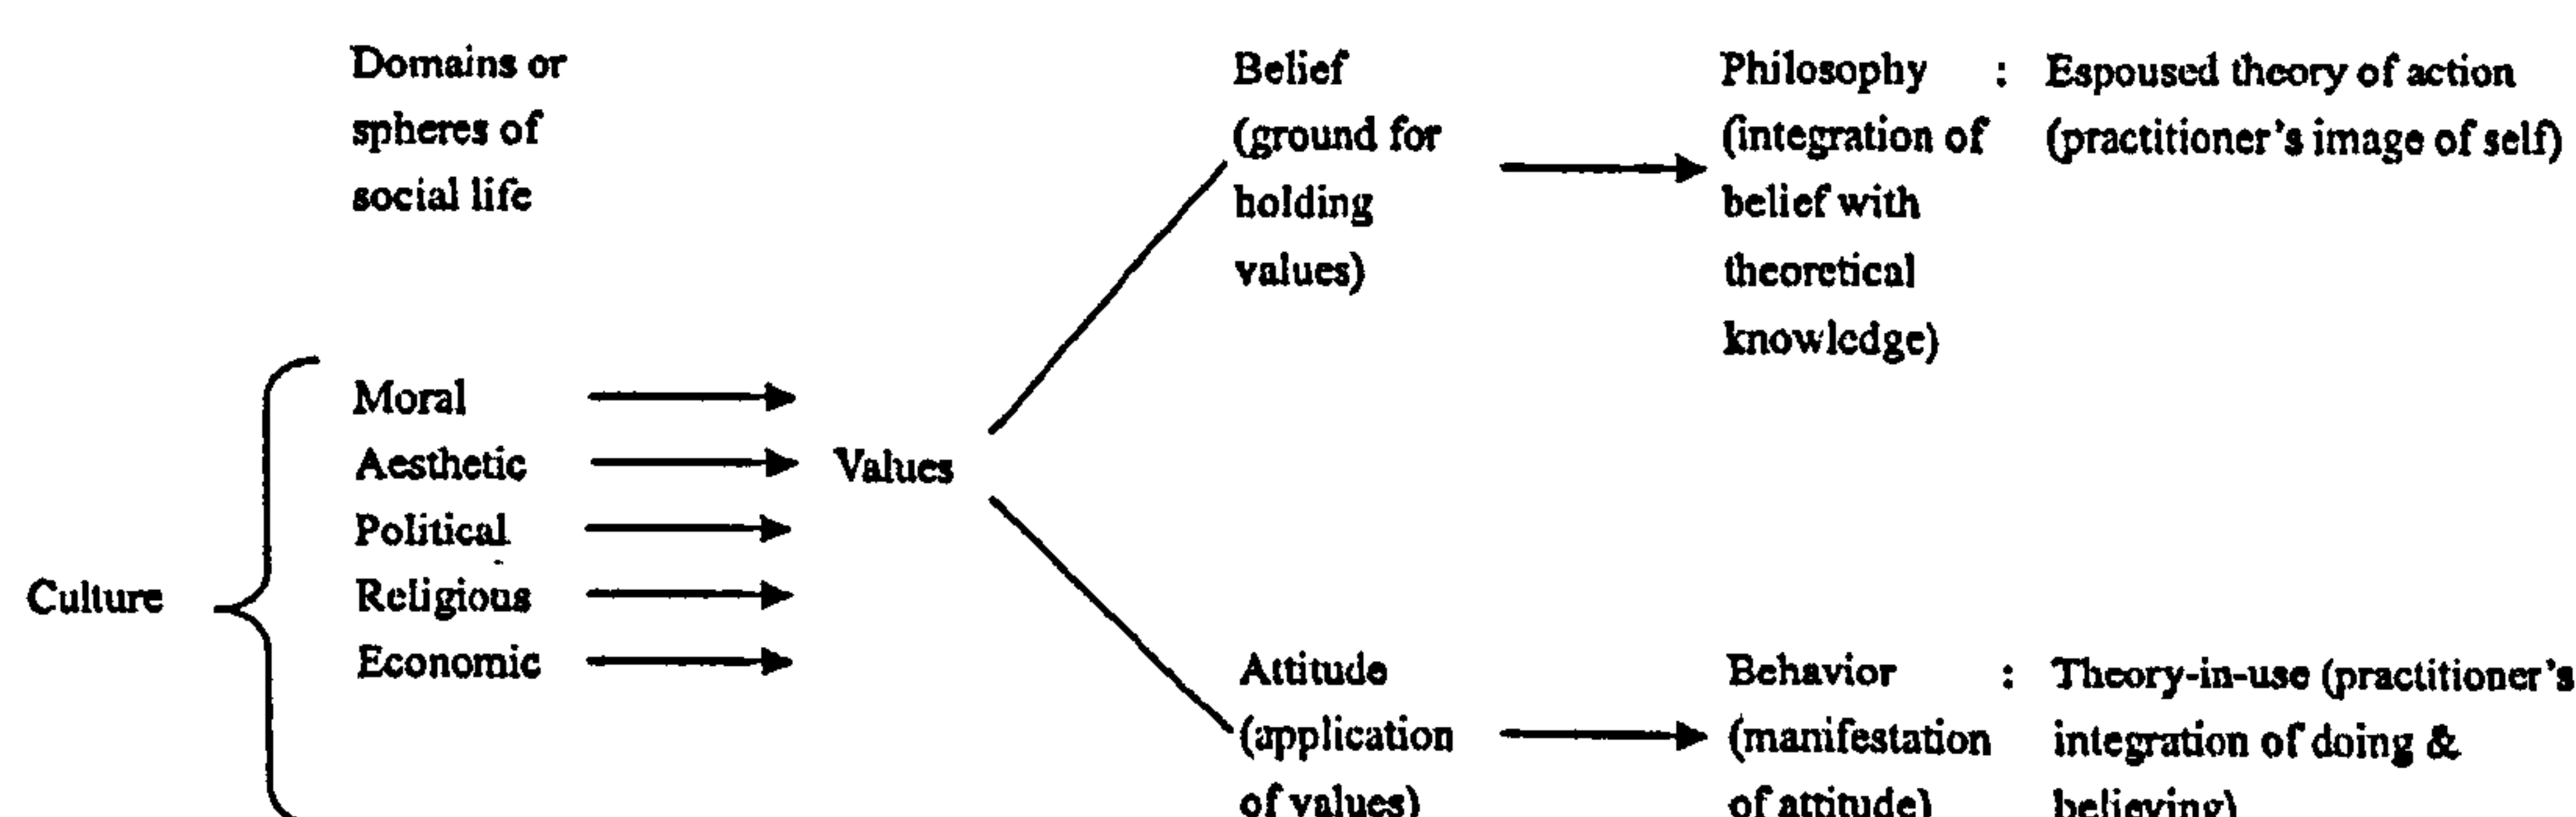 Domains or
spheres of
social life
Belief
(ground for
holding
values)
Philosophy : Espoused theory of action
(integration of (practitioner's image of self)
belief with
theoretical
knowledge)
Moral
Aesthetic
Political
Religious
Economic
Values
Culture
Attitude
(application
of values)
Behavior : Theory-in-use (practitioner's
(manifestation integration of doing &
of attitude) believing)